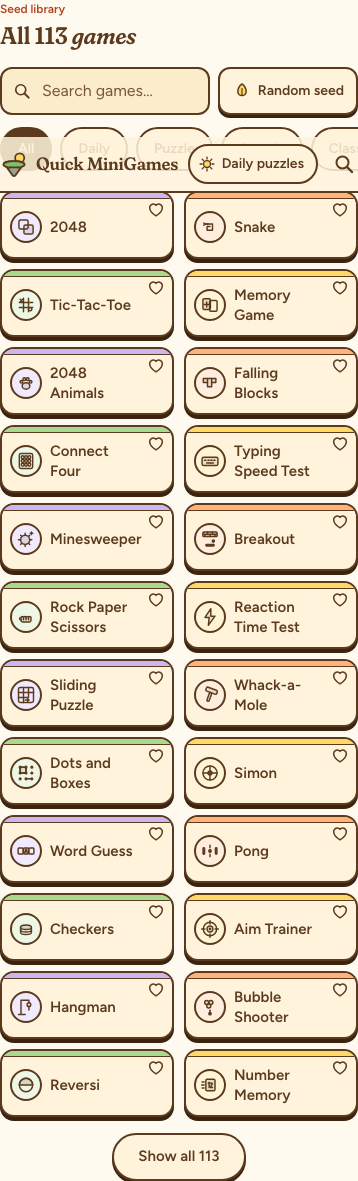 Seed library
All 113 games
Search games...
Random seed
All
Daily
Puzzle
Clas
Quick MiniGames
Daily puzzles
2048
Snake
Tic-Tac-Toe
Memory
Game
2048
Animals
Falling
Blocks
Connect
Four
Typing
Speed Test
Minesweeper
Breakout
Rock Paper
Scissors
Reaction
Time Test
Sliding
Puzzle
Whack-a-
Mole
Dots and
Boxes
Simon
Word Guess
Pong
Checkers
Aim Trainer
Hangman
Bubble
Shooter
Reversi
Number
Memory
Show all 113